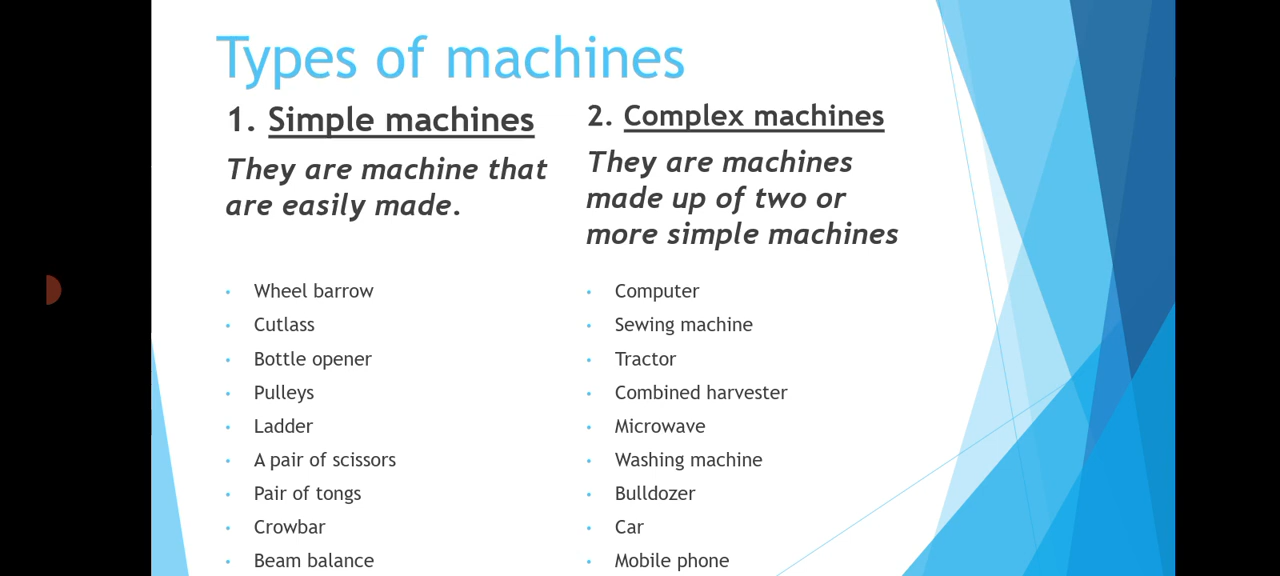 Types of machines
1. Simple machines
They are machine that
are easily made.
• Wheel barrow
• Cutlass
• Bottle opener
• Pulleys
• Ladder
• A pair of scissors
• Pair of tongs
• Crowbar
• Beam balance
2. Complex machines
They are machines
made up of two or
more simple machines
• Computer
• Sewing machine
• Tractor
• Combined harvester
• Microwave
• Washing machine
• Bulldozer
• Car
• Mobile phone